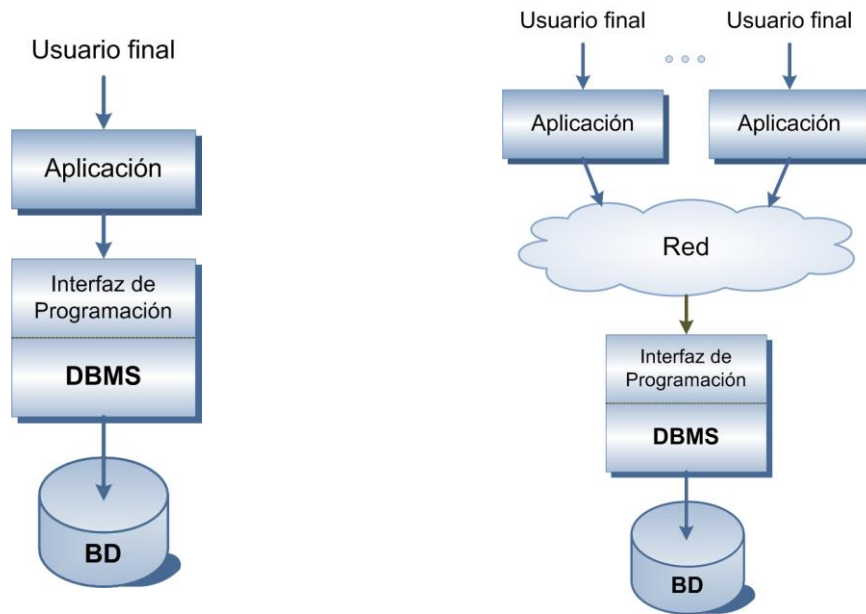 Usuario final
Aplicación
Interfaz de
Programación
DBMS
BD
Usuario final
Usuario final
Aplicación
Aplicación
Red
Interfaz de
Programación
DBMS
BD